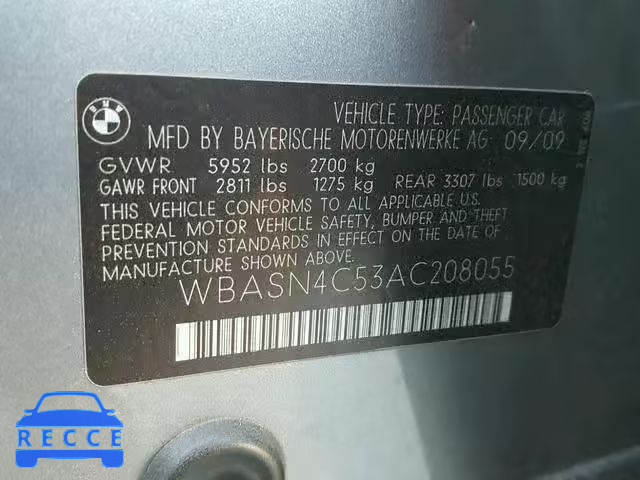 BMW
VEHICLE TYPE: PASSENGER CAR
MFD BY BAYERISCHE MOTORENWERKE AG 09/09
GVWR 5952 lbs 2700 kg
GAWR FRONT 2811 lbs 1275 kg REAR 3307 lbs 1500 kg
THIS VEHICLE CONFORMS TO ALL APPLICABLE U.S.
FEDERAL MOTOR VEHICLE SAFETY, BUMPER AND THEFT
PREVENTION STANDARDS IN EFFECT ON THE DATE OF
MANUFACTURE SHOWN ABOVE.
WBASN4C53AC208055
RECCE